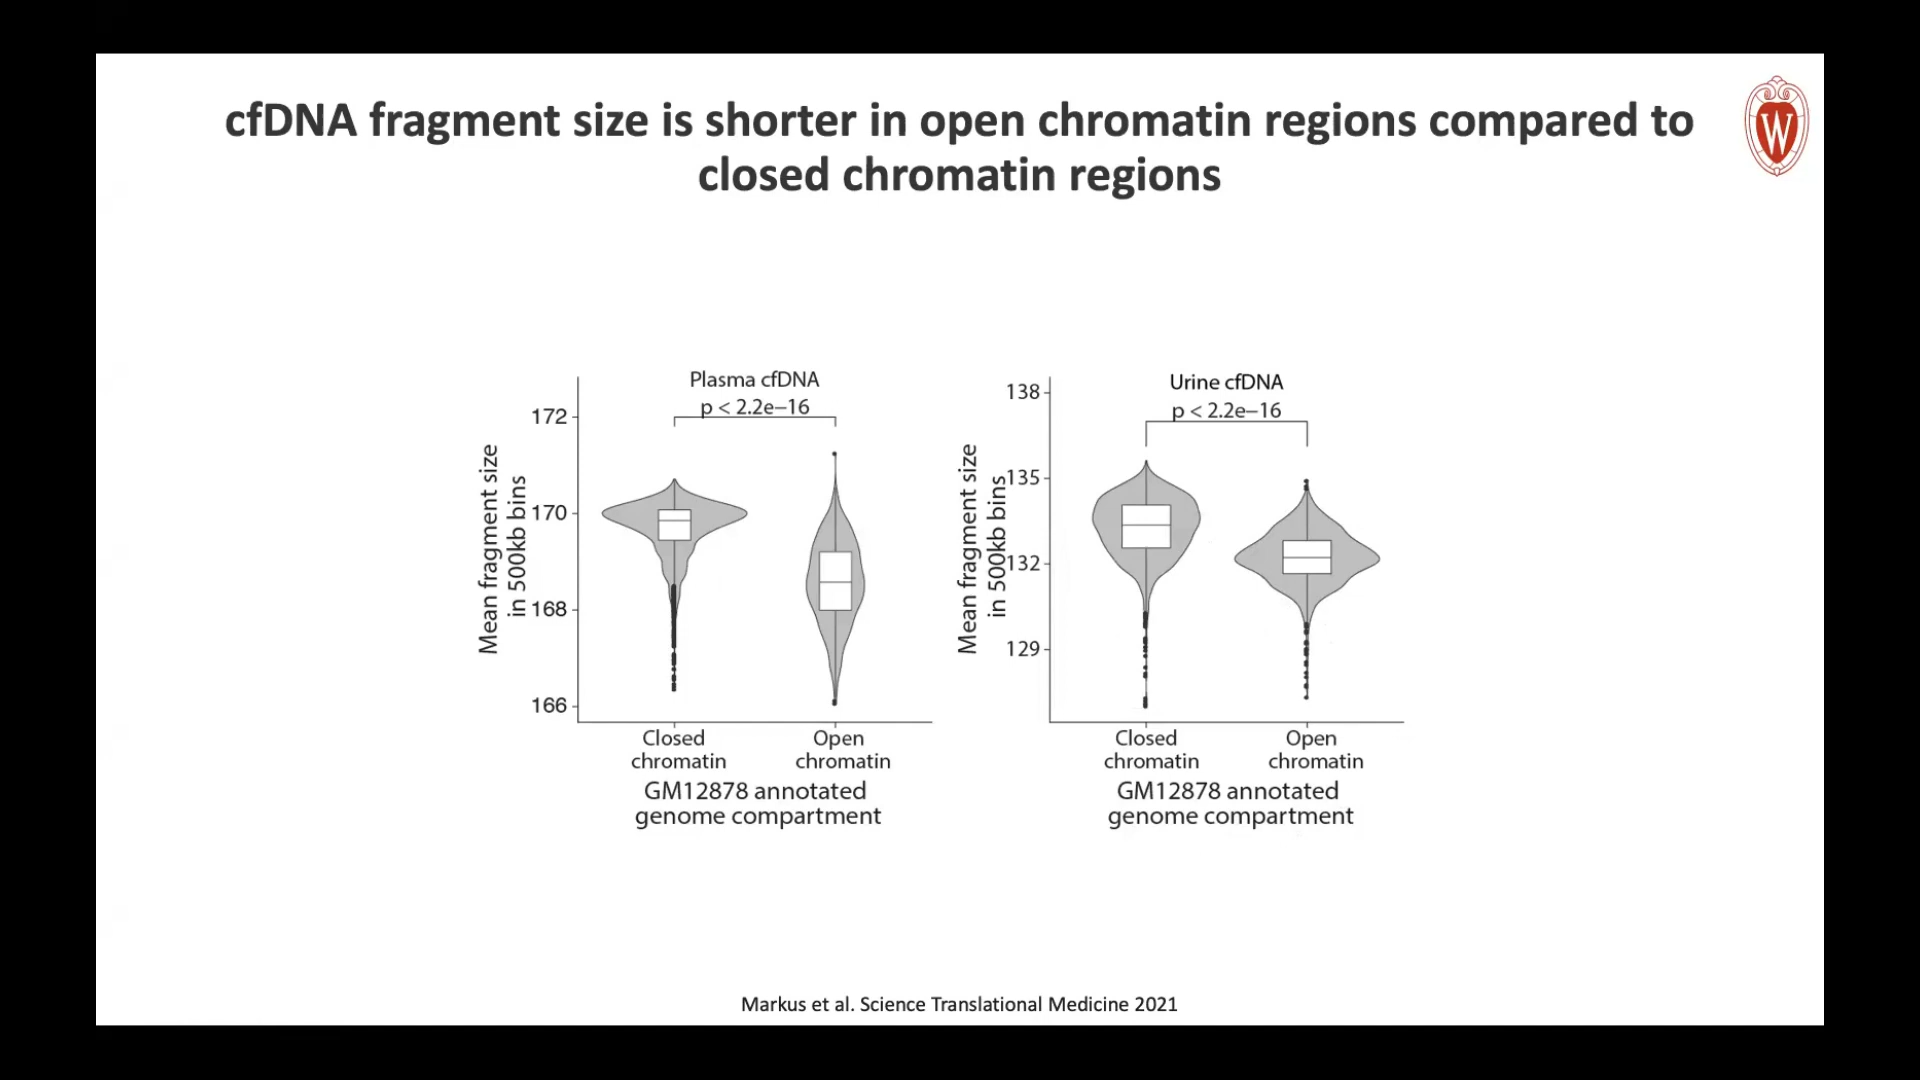 cfDNA fragment size is shorter in open chromatin regions compared to
closed chromatin regions
W
Plasma cfDNA
p < 2.2e–16
Mean fragment size
in 500kb bins
172
170
168
166
Closed
chromatin
Open
chromatin
GM12878 annotated
genome compartment
Urine cfDNA
p < 2.2e–16
Mean fragment size
in 500kb bins
138
135
132
129
Closed
chromatin
Open
chromatin
GM12878 annotated
genome compartment
Markus et al. Science Translational Medicine 2021